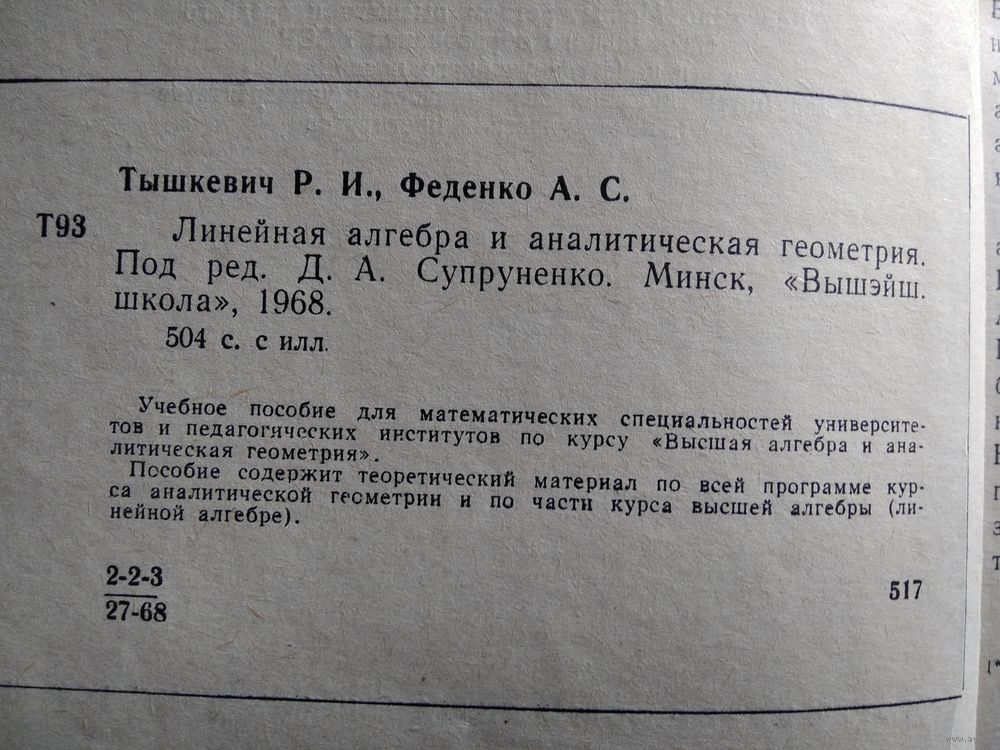 Тышкевич Р. И., Феденко А. С.
Т93 Линейная алгебра и аналитическая геометрия.
Под ред. Д. А. Супруненко. Минск, «Вышэйш.
школа», 1968.
504 с. с илл.
Учебное пособие для математических специальностей университе-
тов и педагогических институтов по курсу «Высшая алгебра и ана-
литическая геометрия».
Пособие содержит теоретический материал по всей программе кур-
са аналитической геометрии и по части курса высшей алгебры (ли-
нейной алгебре).
2-2-3
27-68
517